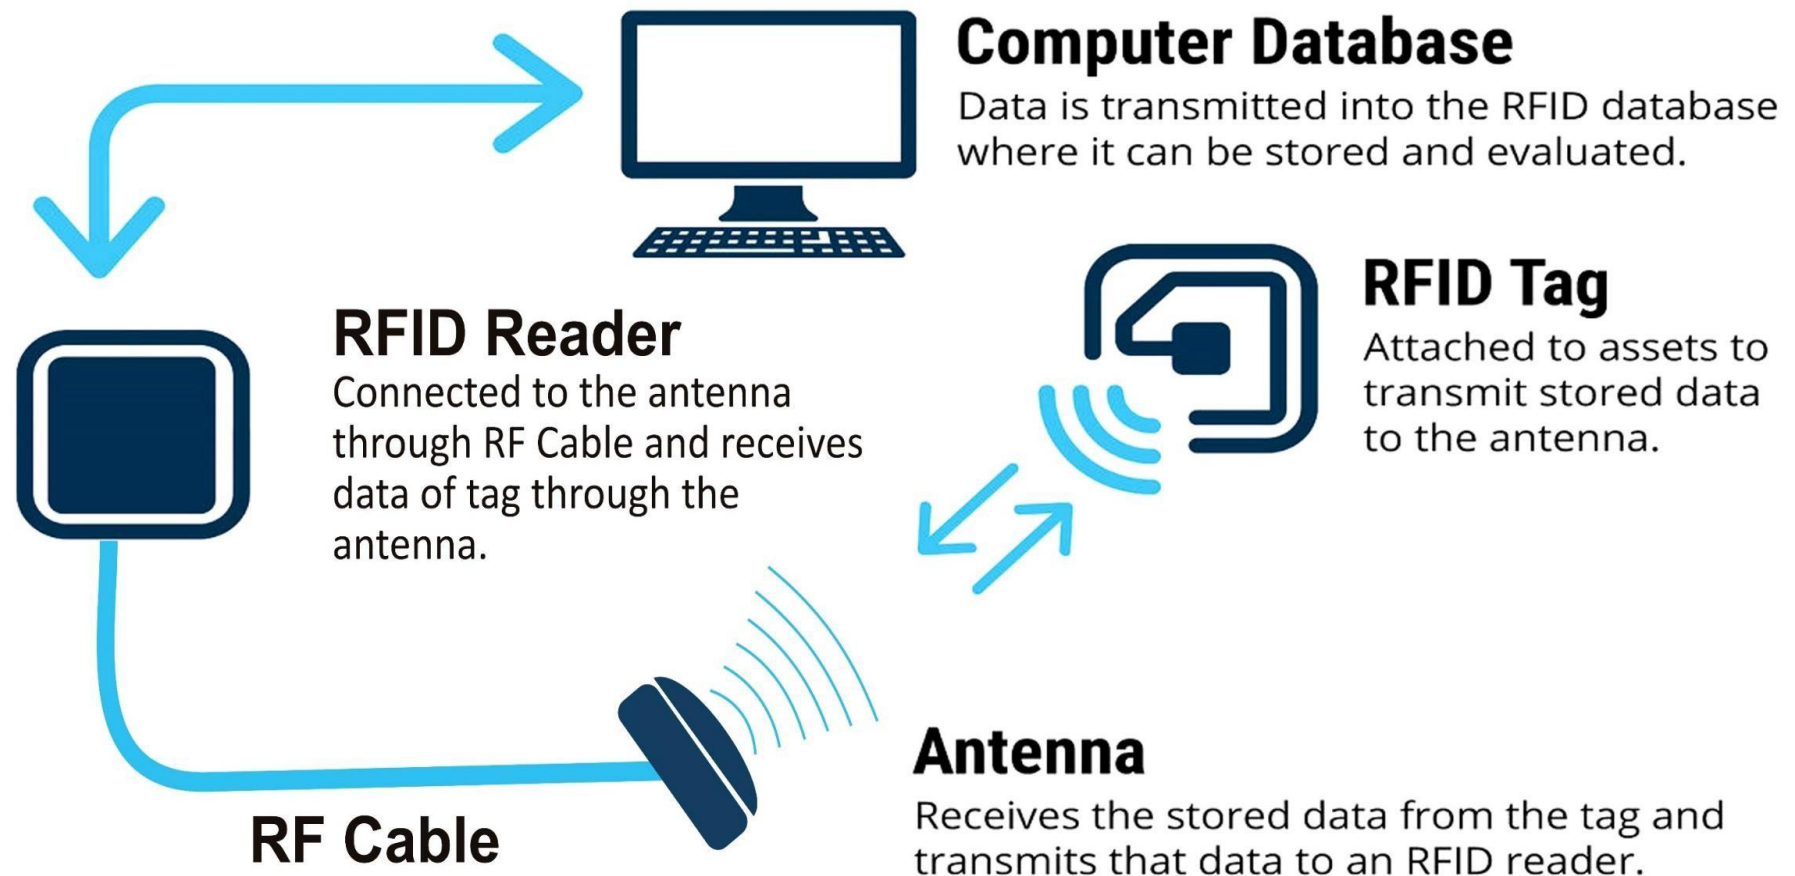 Computer Database
Data is transmitted into the RFID database
where it can be stored and evaluated.
RFID Tag
Attached to assets to
transmit stored data
to the antenna.
RFID Reader
Connected to the antenna
through RF Cable and receives
data of tag through the
antenna.
Antenna
Receives the stored data from the tag and
transmits that data to an RFID reader.
RF Cable